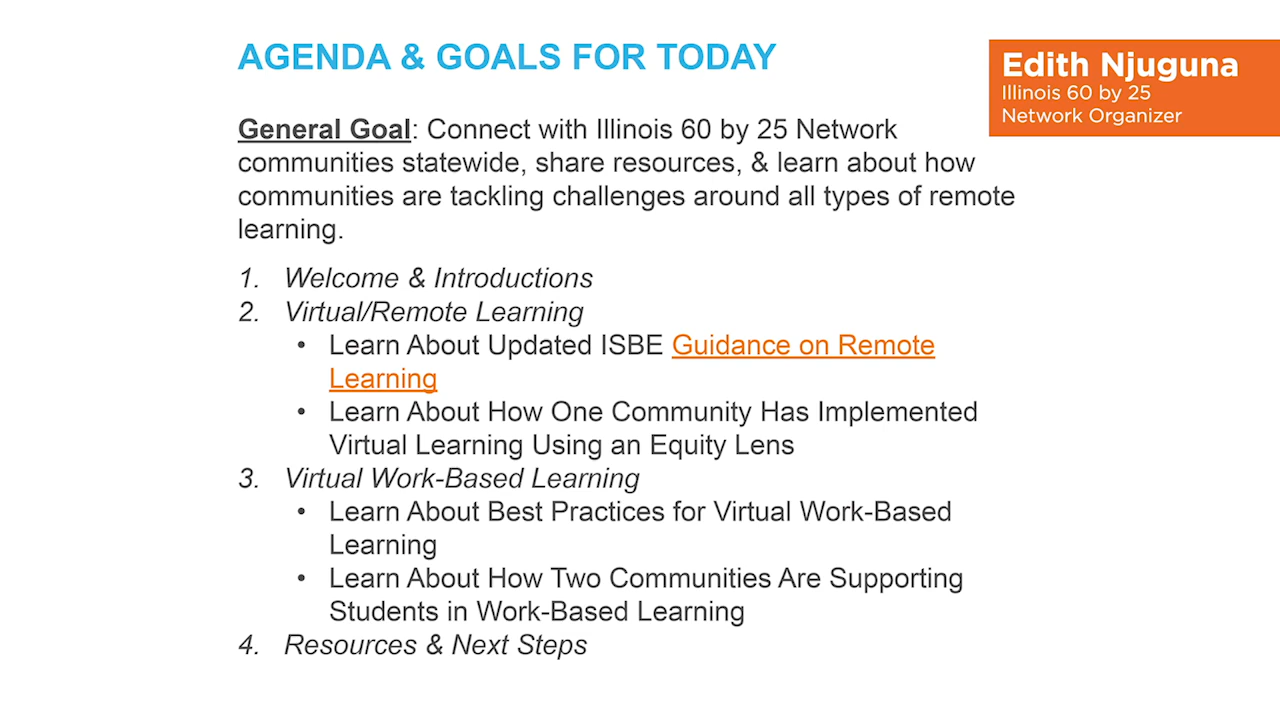 AGENDA & GOALS FOR TODAY
Edith Njuguna
Illinois 60 by 25
Network Organizer
General Goal: Connect with Illinois 60 by 25 Network
communities statewide, share resources, & learn about how
communities are tackling challenges around all types of remote
learning.
1. Welcome & Introductions
2. Virtual/Remote Learning
• Learn About Updated ISBE Guidance on Remote
Learning
• Learn About How One Community Has Implemented
Virtual Learning Using an Equity Lens
3. Virtual Work-Based Learning
• Learn About Best Practices for Virtual Work-Based
Learning
• Learn About How Two Communities Are Supporting
Students in Work-Based Learning
4. Resources & Next Steps